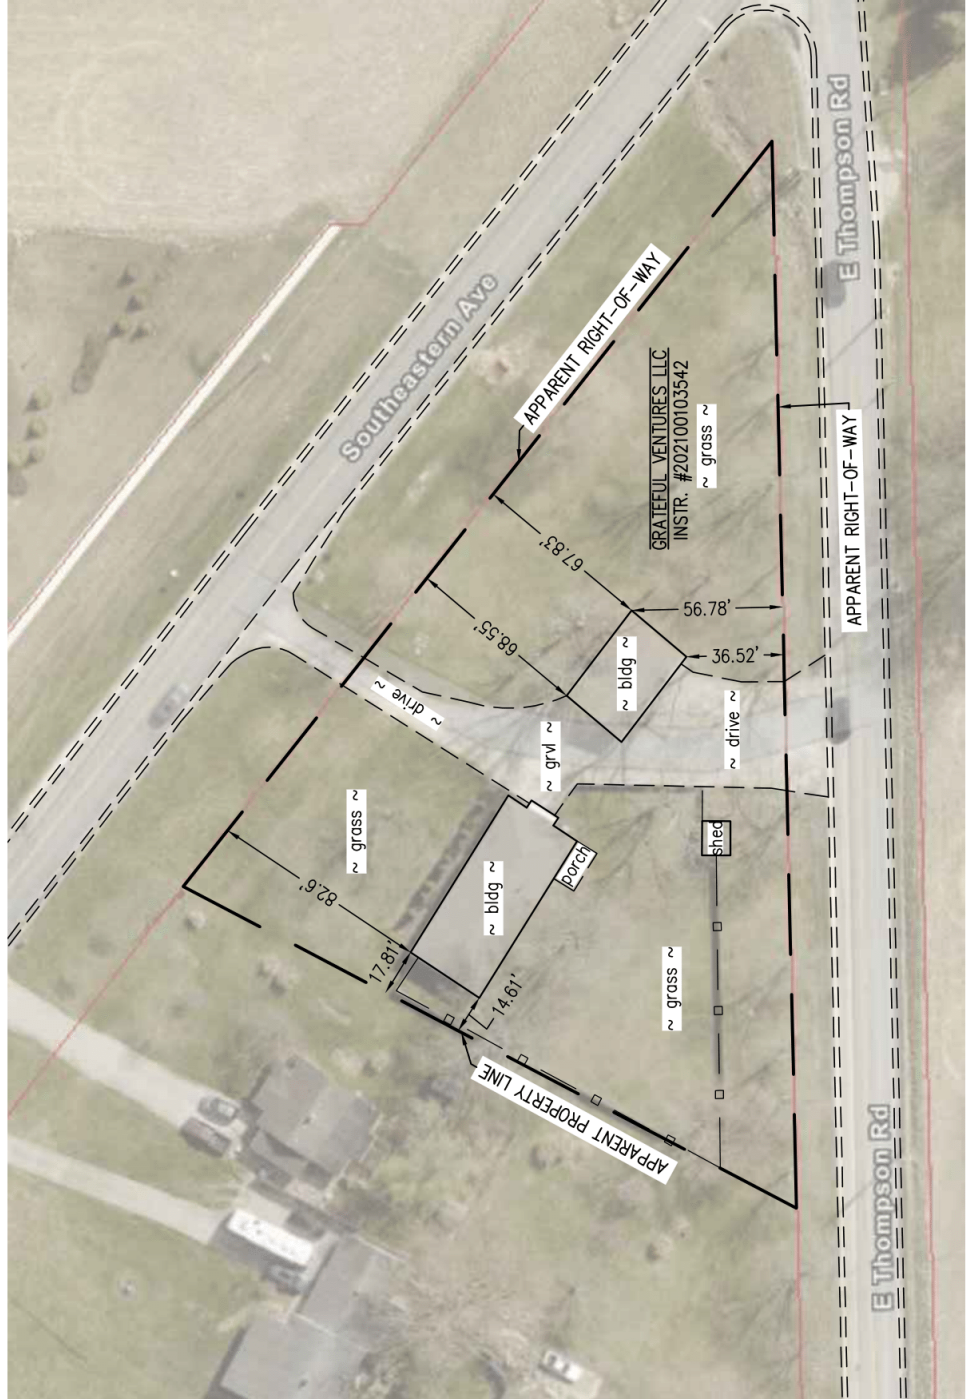 E Thompson Rd
Southeastern Ave
APPARENT RIGHT-OF-WAY
GRATEFUL VENTURES LLC
INSTR. #202100103542
~ grass ~
APPARENT RIGHT-OF-WAY
67.83'
68.55'
56.78'
36.52'
~ bldg ~
~ drive ~
~ drive ~
~ grvl ~
~ grass ~
82.6'
~ bldg ~
porch
shed
17.81'
14.61'
~ grass ~
APPARENT PROPERTY LINE
E Thompson Rd